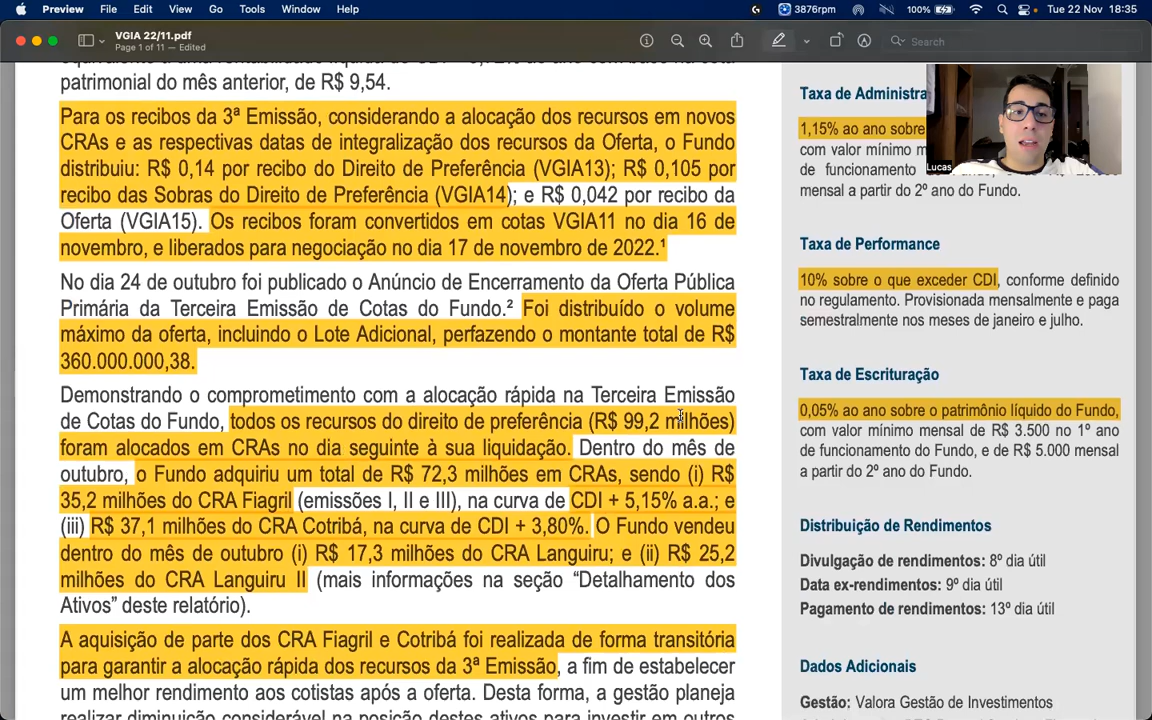 Preview File Edit View Go Tools Window Help 3876rpm 100% Tue 22 Nov 18:35
VGIA 22/11.pdf
Page 1 of 11 — Edited
Search
patrimonial do mês anterior, de R$ 9,54.
Para os recibos da 3ª Emissão, considerando a alocação dos recursos em novos
CRAs e as respectivas datas de integralização dos recursos da Oferta, o Fundo
distribuiu: R$ 0,14 por recibo do Direito de Preferência (VGIA13); R$ 0,105 por
recibo das Sobras do Direito de Preferência (VGIA14); e R$ 0,042 por recibo da
Oferta (VGIA15). Os recibos foram convertidos em cotas VGIA11 no dia 16 de
novembro, e liberados para negociação no dia 17 de novembro de 2022.¹
No dia 24 de outubro foi publicado o Anúncio de Encerramento da Oferta Pública
Primária da Terceira Emissão de Cotas do Fundo.² Foi distribuído o volume
máximo da oferta, incluindo o Lote Adicional, perfazendo o montante total de R$
360.000.000,38.
Demonstrando o comprometimento com a alocação rápida na Terceira Emissão
de Cotas do Fundo, todos os recursos do direito de preferência (R$ 99,2 milhões)
foram alocados em CRAs no dia seguinte à sua liquidação. Dentro do mês de
outubro, o Fundo adquiriu um total de R$ 72,3 milhões em CRAs, sendo (i) R$
35,2 milhões do CRA Fiagril (emissões I, II e III), na curva de CDI + 5,15% a.a.; e
(iii) R$ 37,1 milhões do CRA Cotribá, na curva de CDI + 3,80%. O Fundo vendeu
dentro do mês de outubro (i) R$ 17,3 milhões do CRA Languiru; e (ii) R$ 25,2
milhões do CRA Languiru II (mais informações na seção “Detalhamento dos
Ativos” deste relatório).
A aquisição de parte dos CRA Fiagril e Cotribá foi realizada de forma transitória
para garantir a alocação rápida dos recursos da 3ª Emissão, a fim de estabelecer
um melhor rendimento aos cotistas após a oferta. Desta forma, a gestão planeja
realizar diminuição considerável na posição destes ativos para investir em outros
Taxa de Administra
1,15% ao ano sobre
com valor mínimo m
de funcionamento
mensal a partir do 2º ano do Fundo.
Lucas
Taxa de Performance
10% sobre o que exceder CDI, conforme definido
no regulamento. Provisionada mensalmente e paga
semestralmente nos meses de janeiro e julho.
Taxa de Escrituração
0,05% ao ano sobre o patrimônio líquido do Fundo,
com valor mínimo mensal de R$ 3.500 no 1º ano
de funcionamento do Fundo, e de R$ 5.000 mensal
a partir do 2º ano do Fundo.
Distribuição de Rendimentos
Divulgação de rendimentos: 8º dia útil
Data ex-rendimentos: 9º dia útil
Pagamento de rendimentos: 13º dia útil
Dados Adicionais
Gestão: Valora Gestão de Investimentos